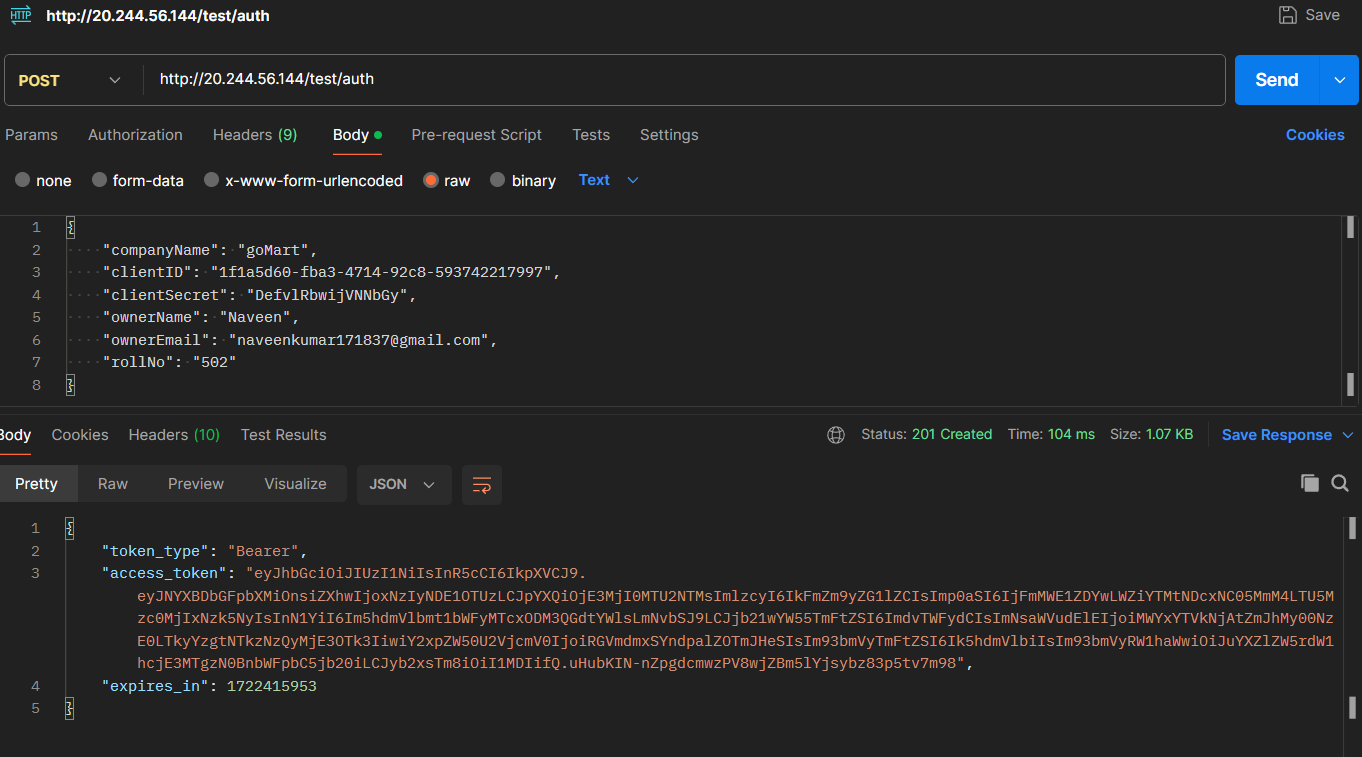 HTTP http://20.244.56.144/test/auth Save
POST http://20.244.56.144/test/auth Send
Params Authorization Headers (9) Body Pre-request Script Tests Settings Cookies
none form-data x-www-form-urlencoded raw binary Text
1 {
2 "companyName": "goMart",
3 "clientID": "1f1a5d60-fba3-4714-92c8-593742217997",
4 "clientSecret": "DefvlRbwijVNNbGy",
5 "ownerName": "Naveen",
6 "ownerEmail": "naveenkumar171837@gmail.com",
7 "rollNo": "502"
8 }
Body Cookies Headers (10) Test Results Status: 201 Created Time: 104 ms Size: 1.07 KB Save Response
Pretty Raw Preview Visualize JSON
1 {
2 "token_type": "Bearer",
3 "access_token": "eyJhbGciOiJIUzI1NiIsInR5cCI6IkpXVCJ9.
eyJNYXBDbGFpbXMiOnsiZXhwIjoxNzIyNDE1OTUzLCJpYXQiOjE3MjI0MTU2NTMsImlzcyI6IkFmZm9yZG1lZCIsImp0aSI6IjFmMWE1ZDYwLWZiYTMtNDcxNC05MmM4LTU5M
zc0MjIxNzk5NyIsInN1YiI6Im5hdmVlbmt1bWFyMTcxODM3QGdtYWlsLmNvbSJ9LCJjb21wYW55TmFtZSI6ImdvTWFydCIsImNsaWVudElEIjoiMWYxYTVkNjAtZmJhMy00Nz
E0LTkyYzgtNTkzNzQyMjE3OTk3IiwiY2xpZW50U2VjcmV0IjoiRGVmdmxSYndpalZOTmJHeSIsIm93bmVyTmFtZSI6Ik5hdmVlbiIsIm93bmVyRW1haWwiOiJuYXZlZW5rdW1
hcjE3MTgzN0BnbWFpbC5jb20iLCJyb2xsTm8iOiI1MDIifQ.uHubKIN-nZpgdcmwzPV8wjZBm5lYjsybz83p5tv7m98",
4 "expires_in": 1722415953
5 }